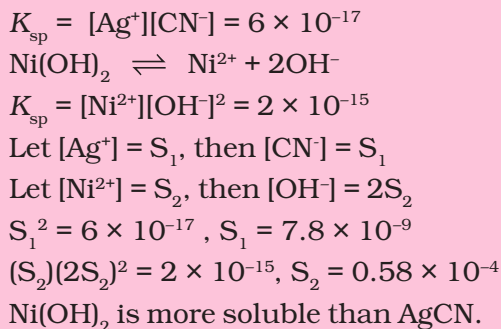 Ksp = [Ag⁺][CN⁻] = 6 × 10⁻¹⁷
Ni(OH)₂ ⇌ Ni²⁺ + 2OH⁻
Ksp = [Ni²⁺][OH⁻]² = 2 × 10⁻¹⁵
Let [Ag⁺] = S₁, then [CN⁻] = S₁
Let [Ni²⁺] = S₂, then [OH⁻] = 2S₂
S₁² = 6 × 10⁻¹⁷ , S₁ = 7.8 × 10⁻⁹
(S₂)(2S₂)² = 2 × 10⁻¹⁵, S₂ = 0.58 × 10⁻⁴
Ni(OH)₂ is more soluble than AgCN.